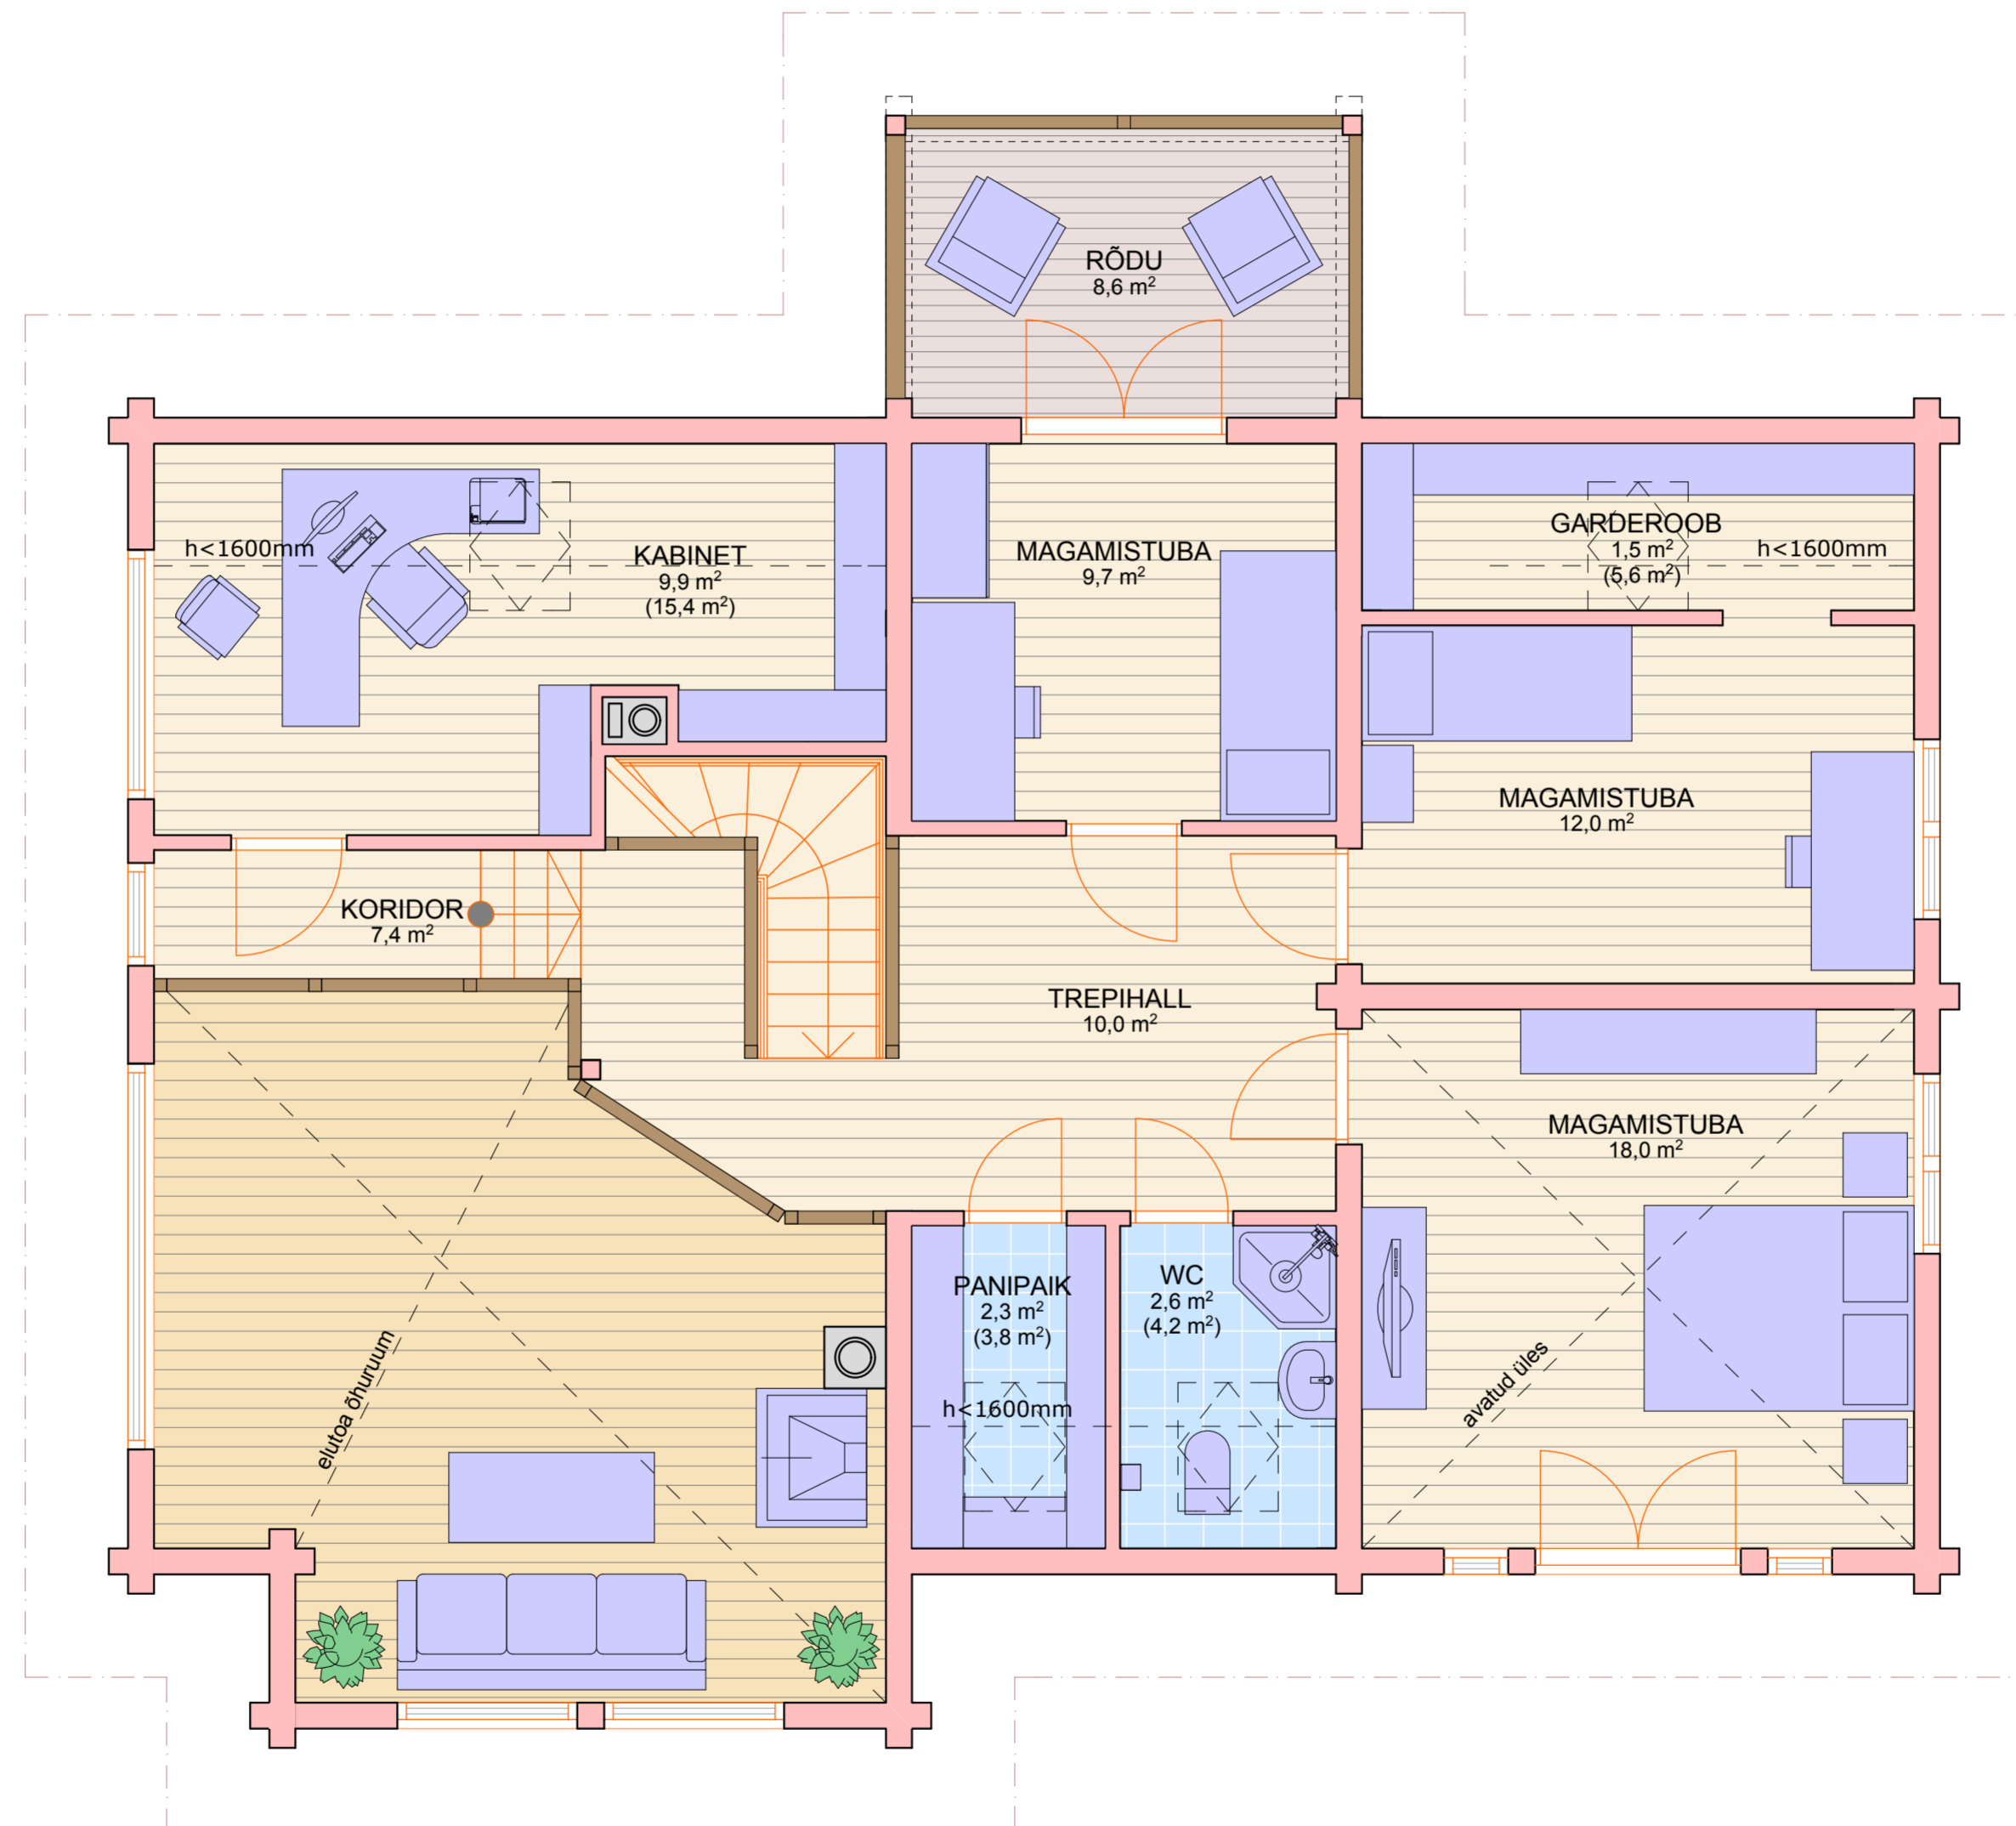 RÕDU
8,6 m²
h<1600mm
KABINET
9,9 m²
(15,4 m²)
MAGAMISTUBA
9,7 m²
GARDEROOB
1,5 m²
(5,6 m²)
h<1600mm
MAGAMISTUBA
12,0 m²
KORIDOR
7,4 m²
TREPIHALL
10,0 m²
MAGAMISTUBA
18,0 m²
PANIPAIK
2,3 m²
(3,8 m²)
WC
2,6 m²
(4,2 m²)
h<1600mm
elutoa õhuruum
avatud üles